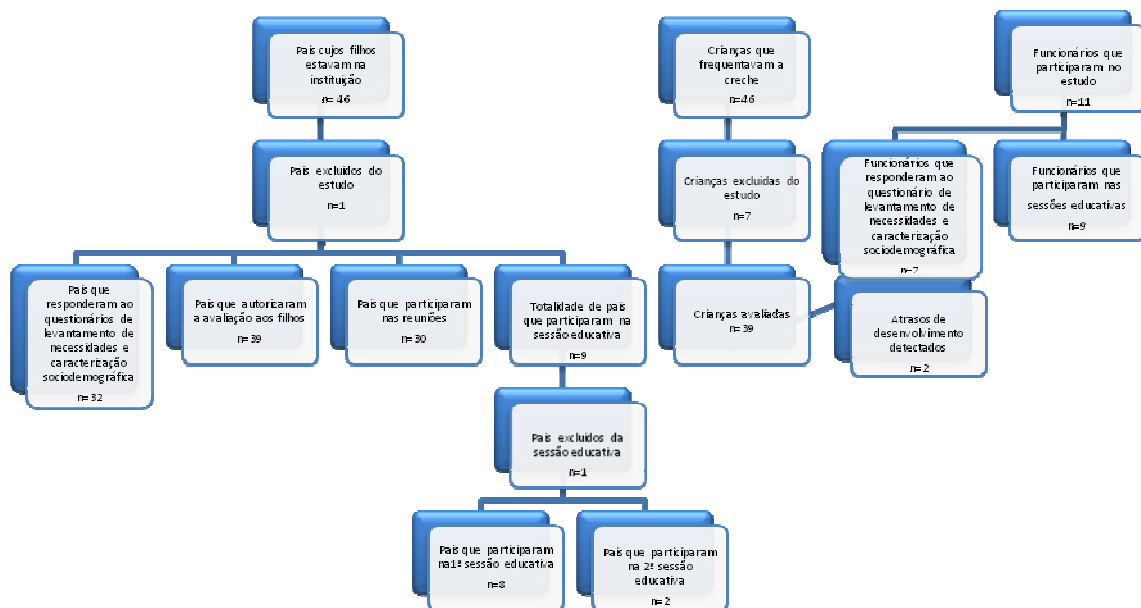 Pais cujos filhos
estavam na
instituição
n= 46
Crianças que
frequentavam a
creche
n=46
Funcionários que
participaram no
estudo
n=11
Pais excluídos do
estudo
n=1
Crianças excluídas do
estudo
n=7
Funcionários que
responderam ao
questionário de
levantamento de
necessidades e
caracterização
sociodemográfica
n=7
Funcionários que
participaram nas
sessões educativas
n=9
Pais que
responderam ao
questionários de
levantamento de
necessidades e
caracterização
sociodemográfica
n= 32
Pais que autorizaram
a avaliação aos filhos
n= 39
Pais que participaram
nas reuniões
n= 30
Totalidade de pais
que participaram na
sessão educativa
n=9
Crianças avaliadas
n= 39
Atrasos de
desenvolvimento
detectados
n= 2
Pais excluídos da
sessão educativa
n=1
Pais que participaram
na 1ª sessão educativa
n=8
Pais que participaram
na 2ª sessão
educativa
n=2